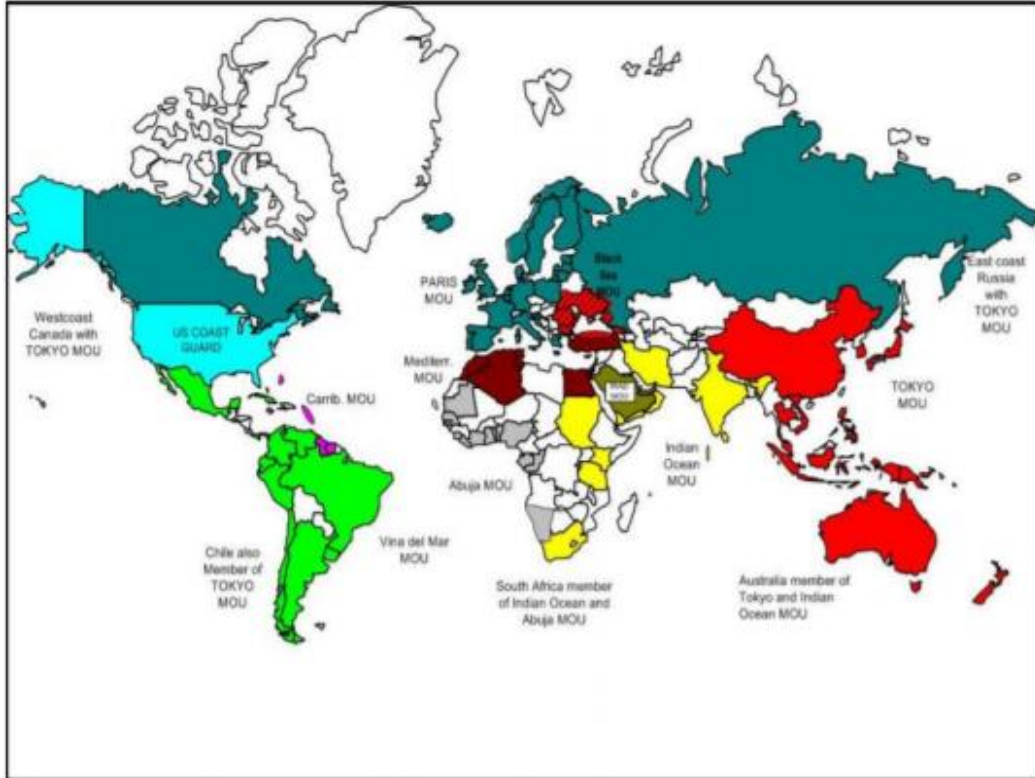 Black
Sea
MOU
East coast
Russia
with
TOKYO
MOU
PARIS
MOU
Westcoast
Canada with
TOKYO MOU
US COAST
GUARD
Mediterr.
MOU
Carrib. MOU
MOU
TOKYO
MOU
Indian
Ocean
MOU
Abuja MOU
Vina del Mar
MOU
Chile also
Member of
TOKYO
MOU
South Africa member
of Indian Ocean and
Abuja MOU
Australia member of
Tokyo and Indian
Ocean MOU